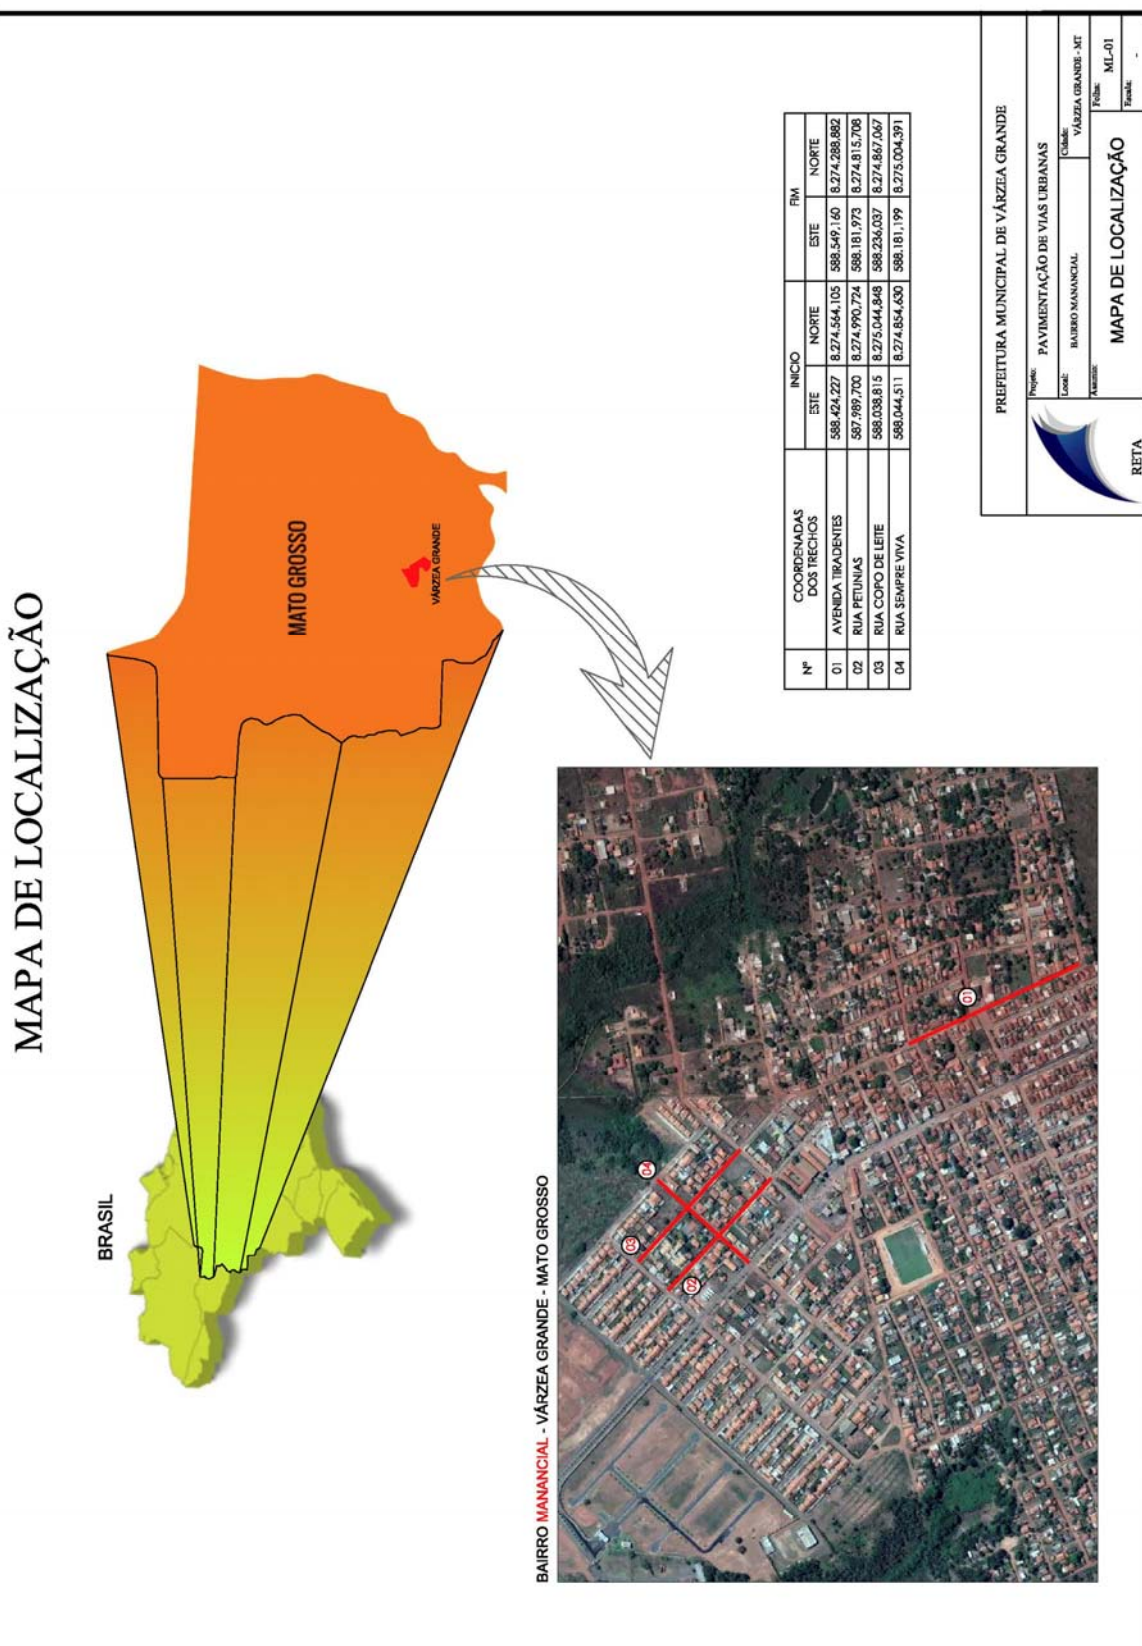 MAPA DE LOCALIZAÇÃO
BRASIL
MATO GROSSO
VÁRZEA GRANDE
BAIRRO MANANCIAL - VÁRZEA GRANDE - MATO GROSSO
01
02
03
04
Nº COORDENADAS DOS TRECHOS INICIO FIM
ESTE NORTE ESTE NORTE
01 AVENIDA TIRADENTES 588.424,227 8.274.564,105 588.549,160 8.274.288,882
02 RUA PETUNIAS 587.989,700 8.274.990,724 588.181,973 8.274.815,708
03 RUA COPO DE LEITE 588.038,815 8.275.044,848 588.236,037 8.274.867,067
04 RUA SEMPRE VIVA 588.044,511 8.274.854,630 588.181,199 8.275.004,391
PREFEITURA MUNICIPAL DE VÁRZEA GRANDE
Projeto: PAVIMENTAÇÃO DE VIAS URBANAS
Local: BAIRRO MANANCIAL
Cidade: VÁRZEA GRANDE - MT
Assunto: MAPA DE LOCALIZAÇÃO
Folha: ML-01
Escala: -
RETA